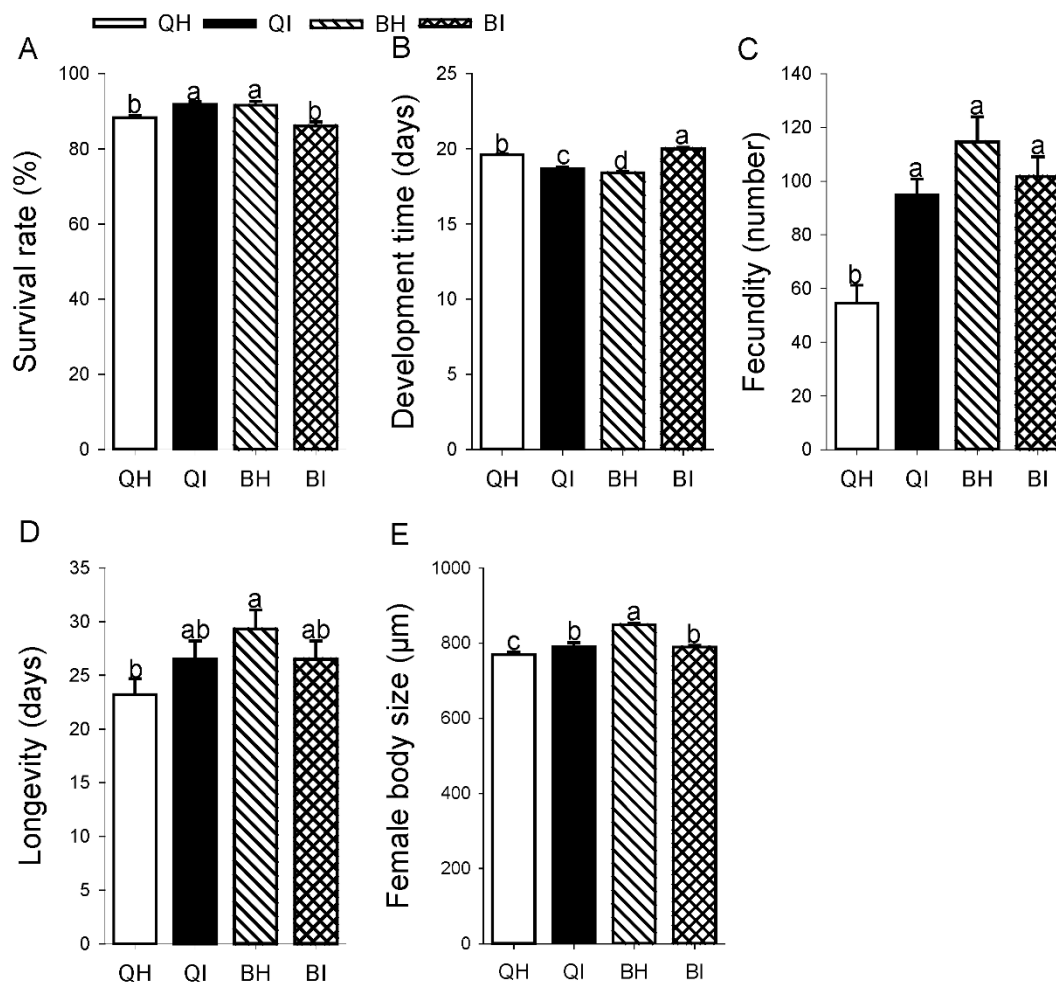 QH QI BH BI
A B C
Survival rate (%)
100
80
60
40
20
0
b a a b
QH QI BH BI
Development time (days)
25
20
15
10
5
0
b c d a
QH QI BH BI
Fecundity (number)
140
120
100
80
60
40
20
0
b a a a
QH QI BH BI
D E
Longevity (days)
35
30
25
23
15
10
5
0
b ab a ab
QH QI BH BI
Female body size (µm)
1000
800
600
400
200
0
c b a b
QH QI BH BI